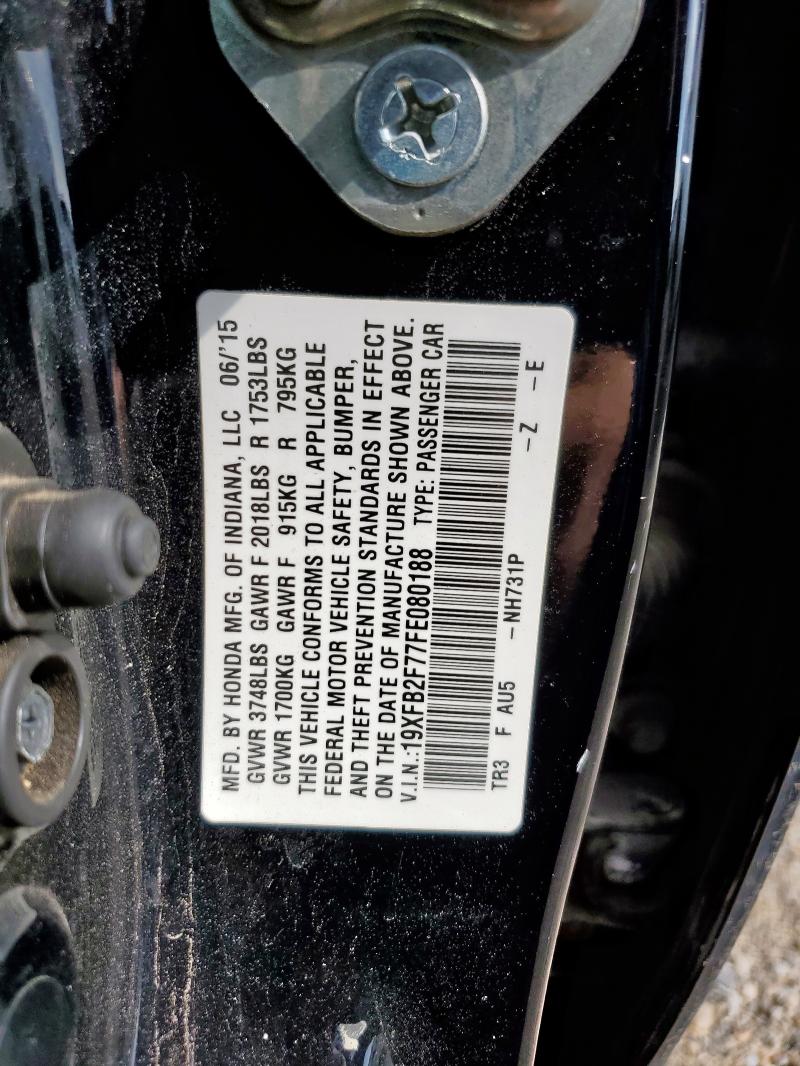 MFD. BY HONDA MFG. OF INDIANA, LLC 06/'15
GVWR 3748LBS GAWR F 2018LBS R 1753LBS
GVWR 1700KG GAWR F 915KG R 795KG
THIS VEHICLE CONFORMS TO ALL APPLICABLE
FEDERAL MOTOR VEHICLE SAFETY, BUMPER,
AND THEFT PREVENTION STANDARDS IN EFFECT
ON THE DATE OF MANUFACTURE SHOWN ABOVE.
V.I.N.:19XFB2F77FE080188 TYPE: PASSENGER CAR
TR3 F AU5 -NH731P -Z -E